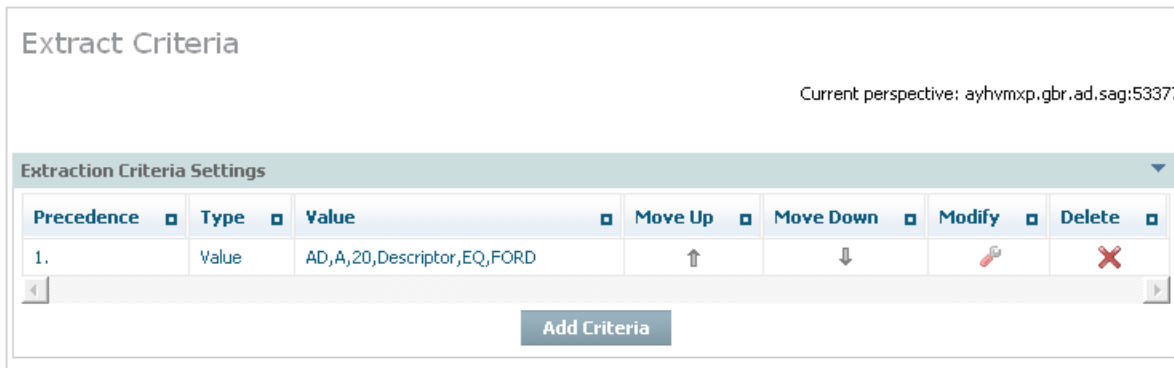 Extract Criteria
Current perspective: ayhvmxp.gbr.ad.sag:53377
Extraction Criteria Settings
Precedence Type Value Move Up Move Down Modify Delete
1. Value AD,A,20,Descriptor,EQ,FORD
Add Criteria